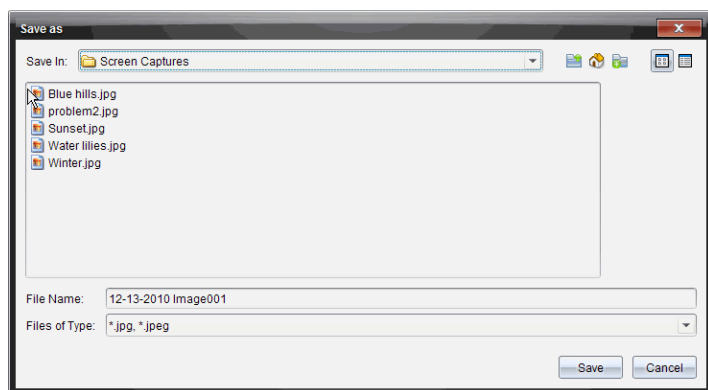 Save as
Save In: Screen Captures
Blue hills.jpg
problem2.jpg
Sunset.jpg
Water lilies.jpg
Winter.jpg
File Name: 12-13-2010 Image001
Files of Type: *.jpg, *.jpeg
Save Cancel